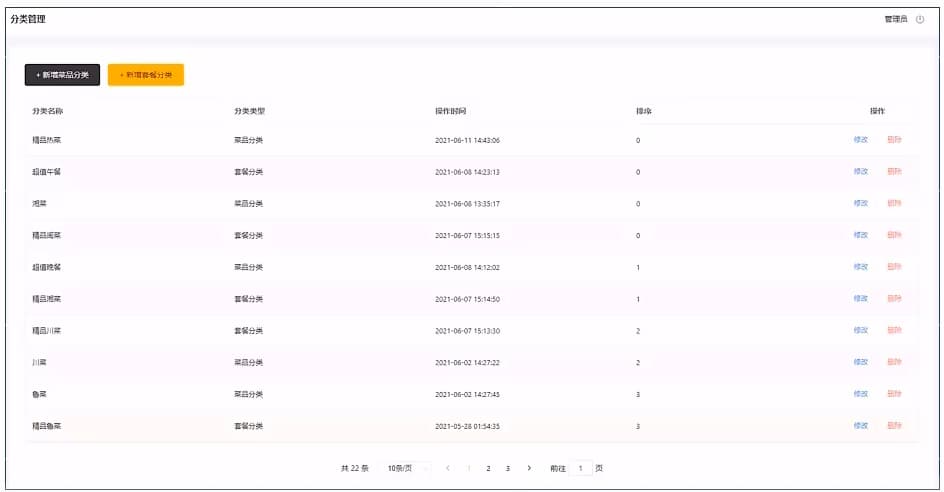 分类管理 管理员
+ 新增菜品分类 + 新增套餐分类
分类名称 分类类型 操作时间 排序 操作
精品热菜 菜品分类 2021-06-11 14:43:06 0 修改 删除
超值午餐 套餐分类 2021-06-08 14:23:13 0 修改 删除
湘菜 菜品分类 2021-06-08 13:35:17 0 修改 删除
精品闽菜 套餐分类 2021-06-07 15:15:15 0 修改 删除
超值晚餐 菜品分类 2021-06-08 14:12:02 1 修改 删除
精品湘菜 套餐分类 2021-06-07 15:14:50 1 修改 删除
精品川菜 套餐分类 2021-06-07 15:13:30 2 修改 删除
川菜 菜品分类 2021-06-02 14:27:22 2 修改 删除
鲁菜 菜品分类 2021-06-02 14:27:45 3 修改 删除
精品鲁菜 套餐分类 2021-05-28 01:54:35 3 修改 删除
共 22 条 10条/页 < 1 2 3 > 前往 1 页